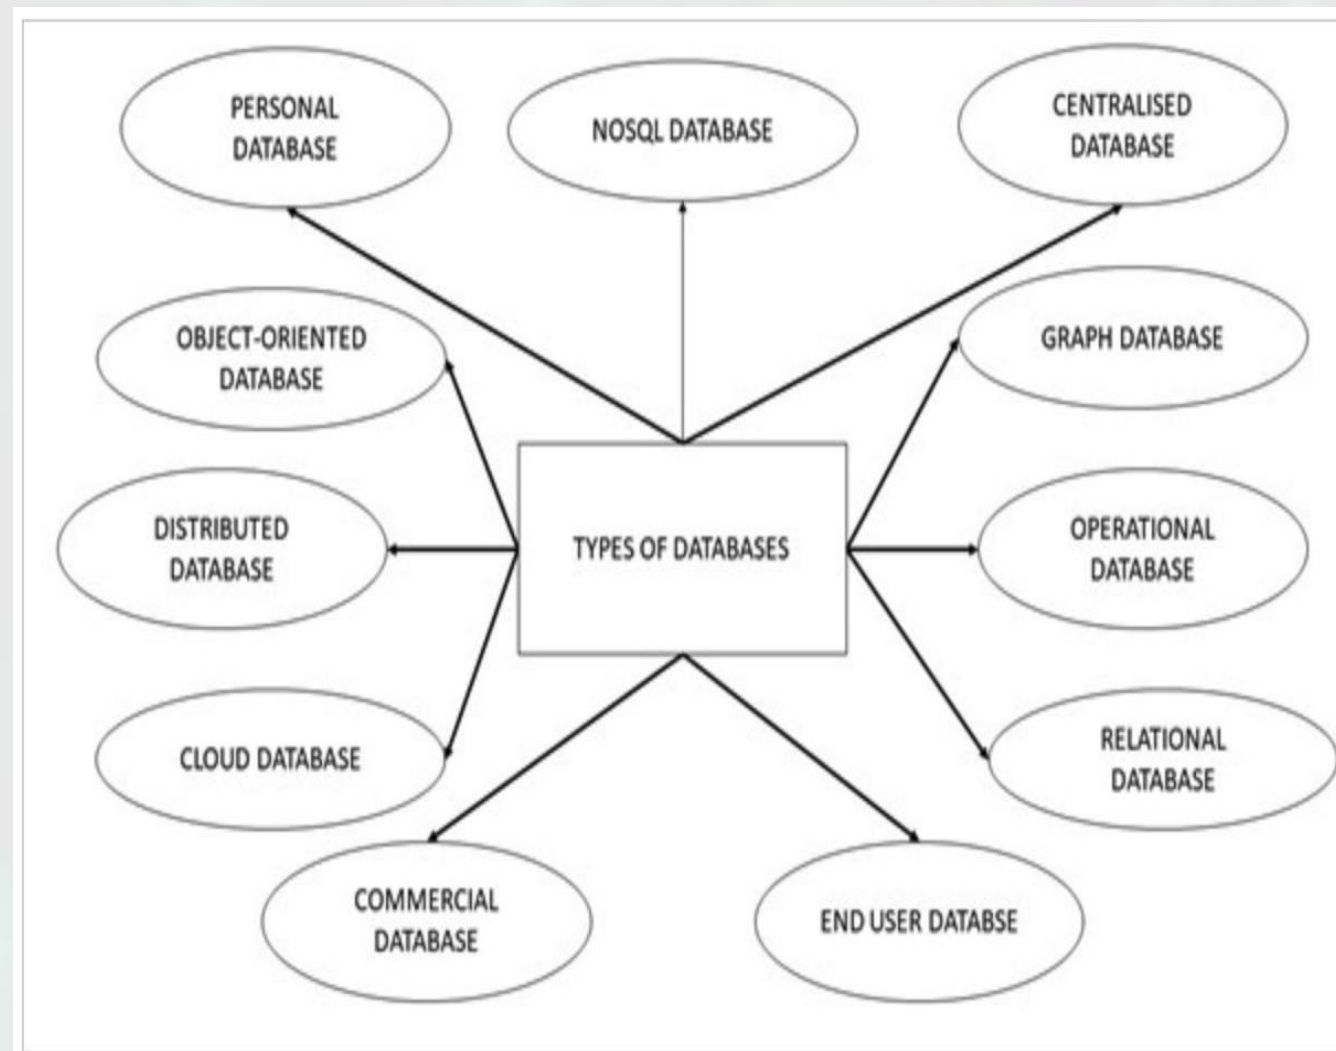 PERSONAL
DATABASE
NOSQL DATABASE
CENTRALISED
DATABASE
OBJECT-ORIENTED
DATABASE
GRAPH DATABASE
DISTRIBUTED
DATABASE
TYPES OF DATABASES
OPERATIONAL
DATABASE
CLOUD DATABASE
RELATIONAL
DATABASE
COMMERCIAL
DATABASE
END USER DATABSE